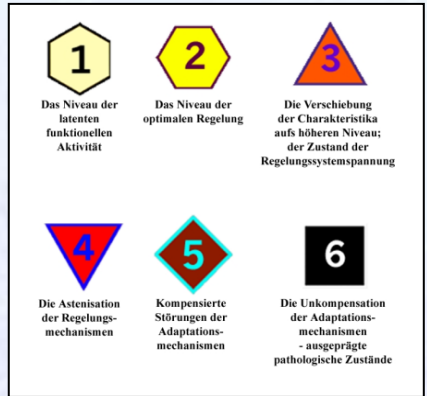 1
Das Niveau der
latenten
funktionellen
Aktivität
2
Das Niveau der
optimalen Regelung
3
Die Verschiebung
der Charakteristika
aufs höheren Niveau;
der Zustand der
Regelungssystemspannung
4
Die Astenisation
der Regelungs-
mechanismen
5
Kompensierte
Störungen der
Adaptations-
mechanismen
6
Die Unkompensation
der Adaptations-
mechanismen
- ausgeprägte
pathologische Zustände